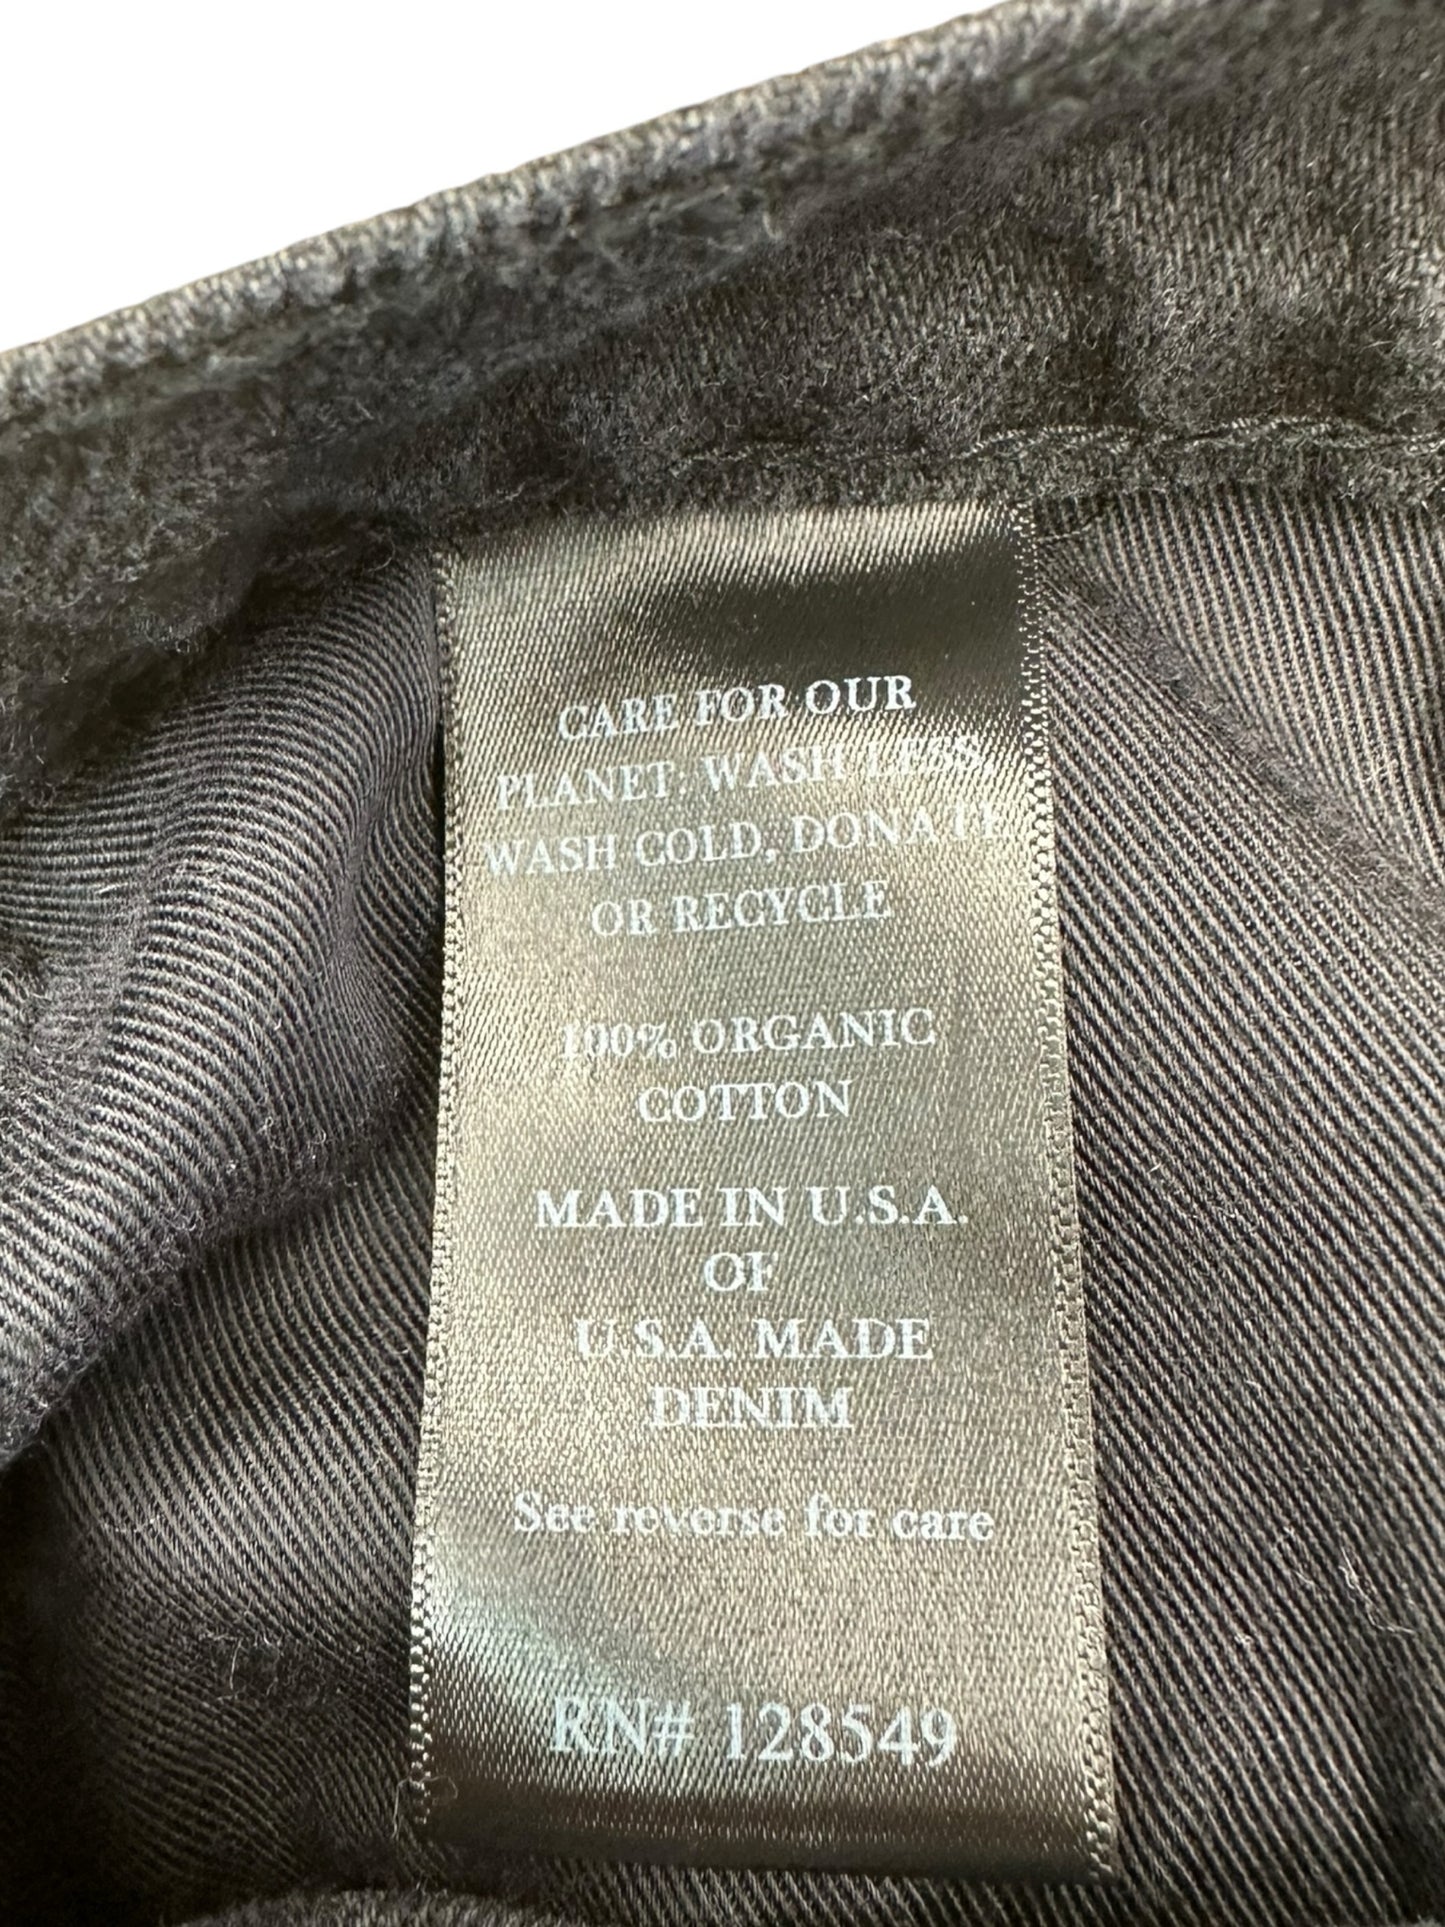 CARE FOR OUR
PLANET: WASH LESS,
WASH COLD, DONATE
OR RECYCLE
100% ORGANIC
COTTON
MADE IN U.S.A.
OF
U.S.A. MADE
DENIM
See reverse for care
RN# 128549